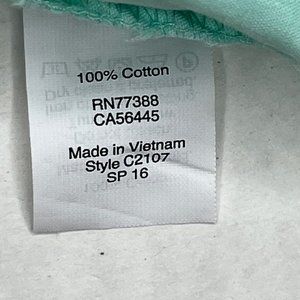 100% Cotton
RN77388
CA56445
Made in Vietnam
Style C2107
SP 16